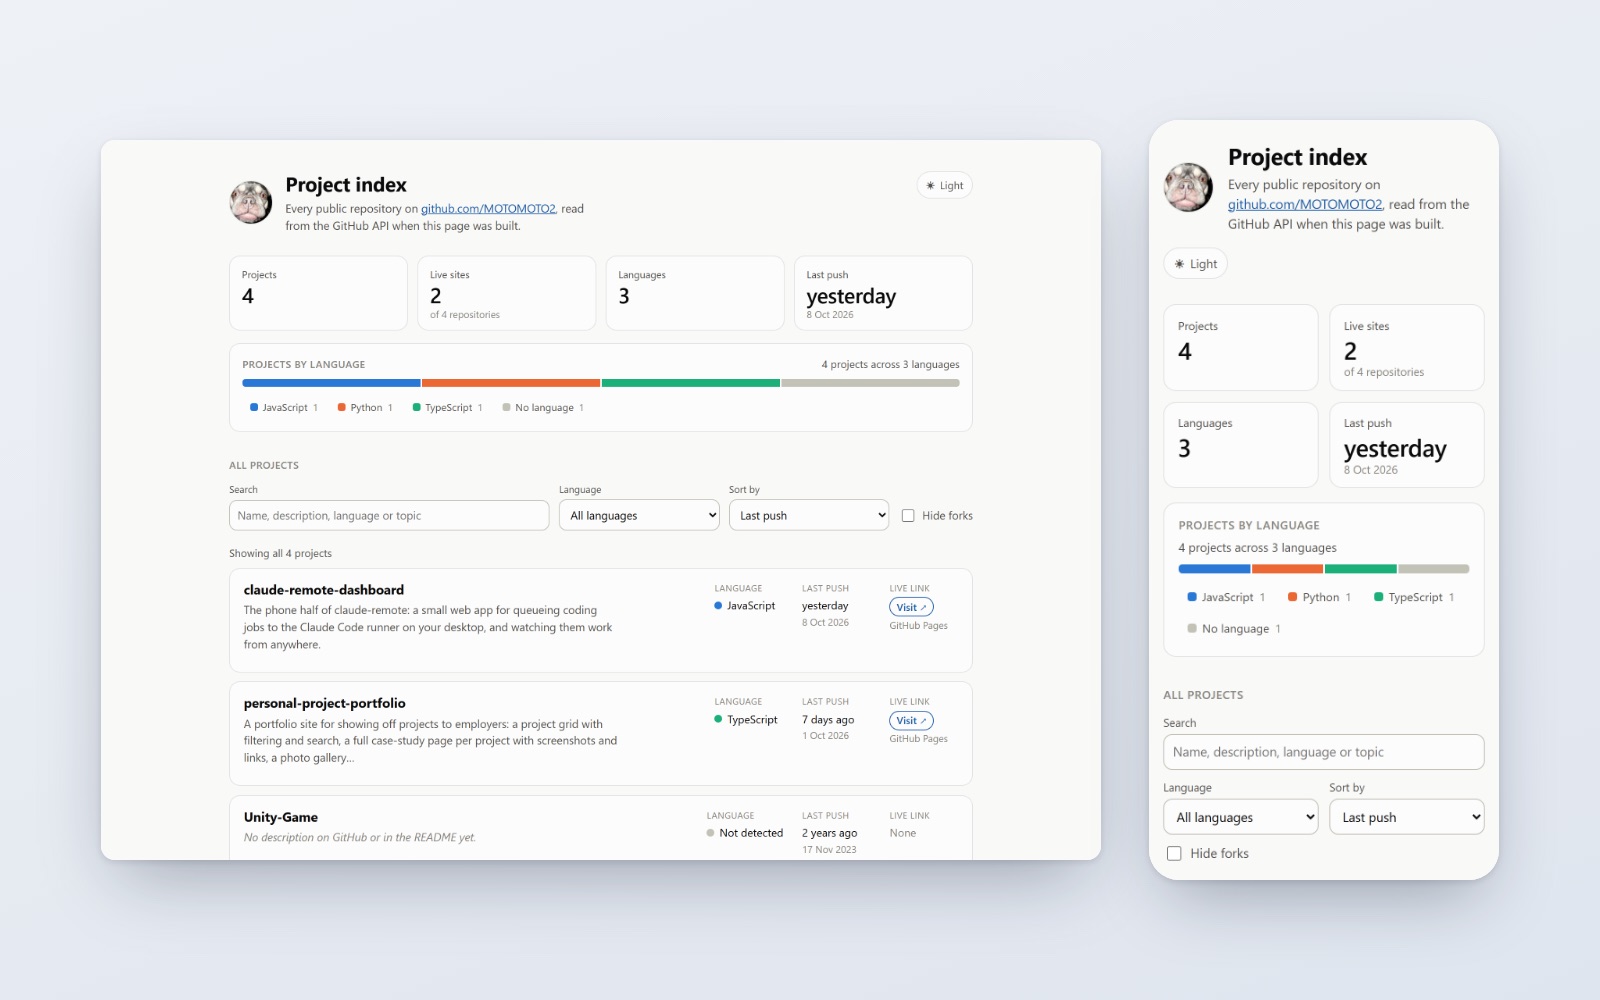 Project index
Every public repository on github.com/MOTOMOTO2, read
from the GitHub API when this page was built.
Light
Projects
4
Live sites
2
of 4 repositories
Languages
3
Last push
yesterday
8 Oct 2026
PROJECTS BY LANGUAGE
4 projects across 3 languages
JavaScript 1
Python 1
TypeScript 1
No language 1
ALL PROJECTS
Search
Name, description, language or topic
Language
All languages
Sort by
Last push
Hide forks
Showing all 4 projects
claude-remote-dashboard
The phone half of claude-remote: a small web app for queueing coding
jobs to the Claude Code runner on your desktop, and watching them work
from anywhere.
LANGUAGE
JavaScript
LAST PUSH
yesterday
8 Oct 2026
LIVE LINK
Visit ↗
GitHub Pages
personal-project-portfolio
A portfolio site for showing off projects to employers: a project grid with
filtering and search, a full case-study page per project with screenshots and
links, a photo gallery...
LANGUAGE
TypeScript
LAST PUSH
7 days ago
1 Oct 2026
LIVE LINK
Visit ↗
GitHub Pages
Unity-Game
No description on GitHub or in the README yet.
LANGUAGE
Not detected
LAST PUSH
2 years ago
17 Nov 2023
LIVE LINK
None
Project index
Every public repository on
github.com/MOTOMOTO2, read from the
GitHub API when this page was built.
Light
Projects
4
Live sites
2
of 4 repositories
Languages
3
Last push
yesterday
8 Oct 2026
PROJECTS BY LANGUAGE
4 projects across 3 languages
JavaScript 1
Python 1
TypeScript 1
No language 1
ALL PROJECTS
Search
Name, description, language or topic
Language
All languages
Sort by
Last push
Hide forks